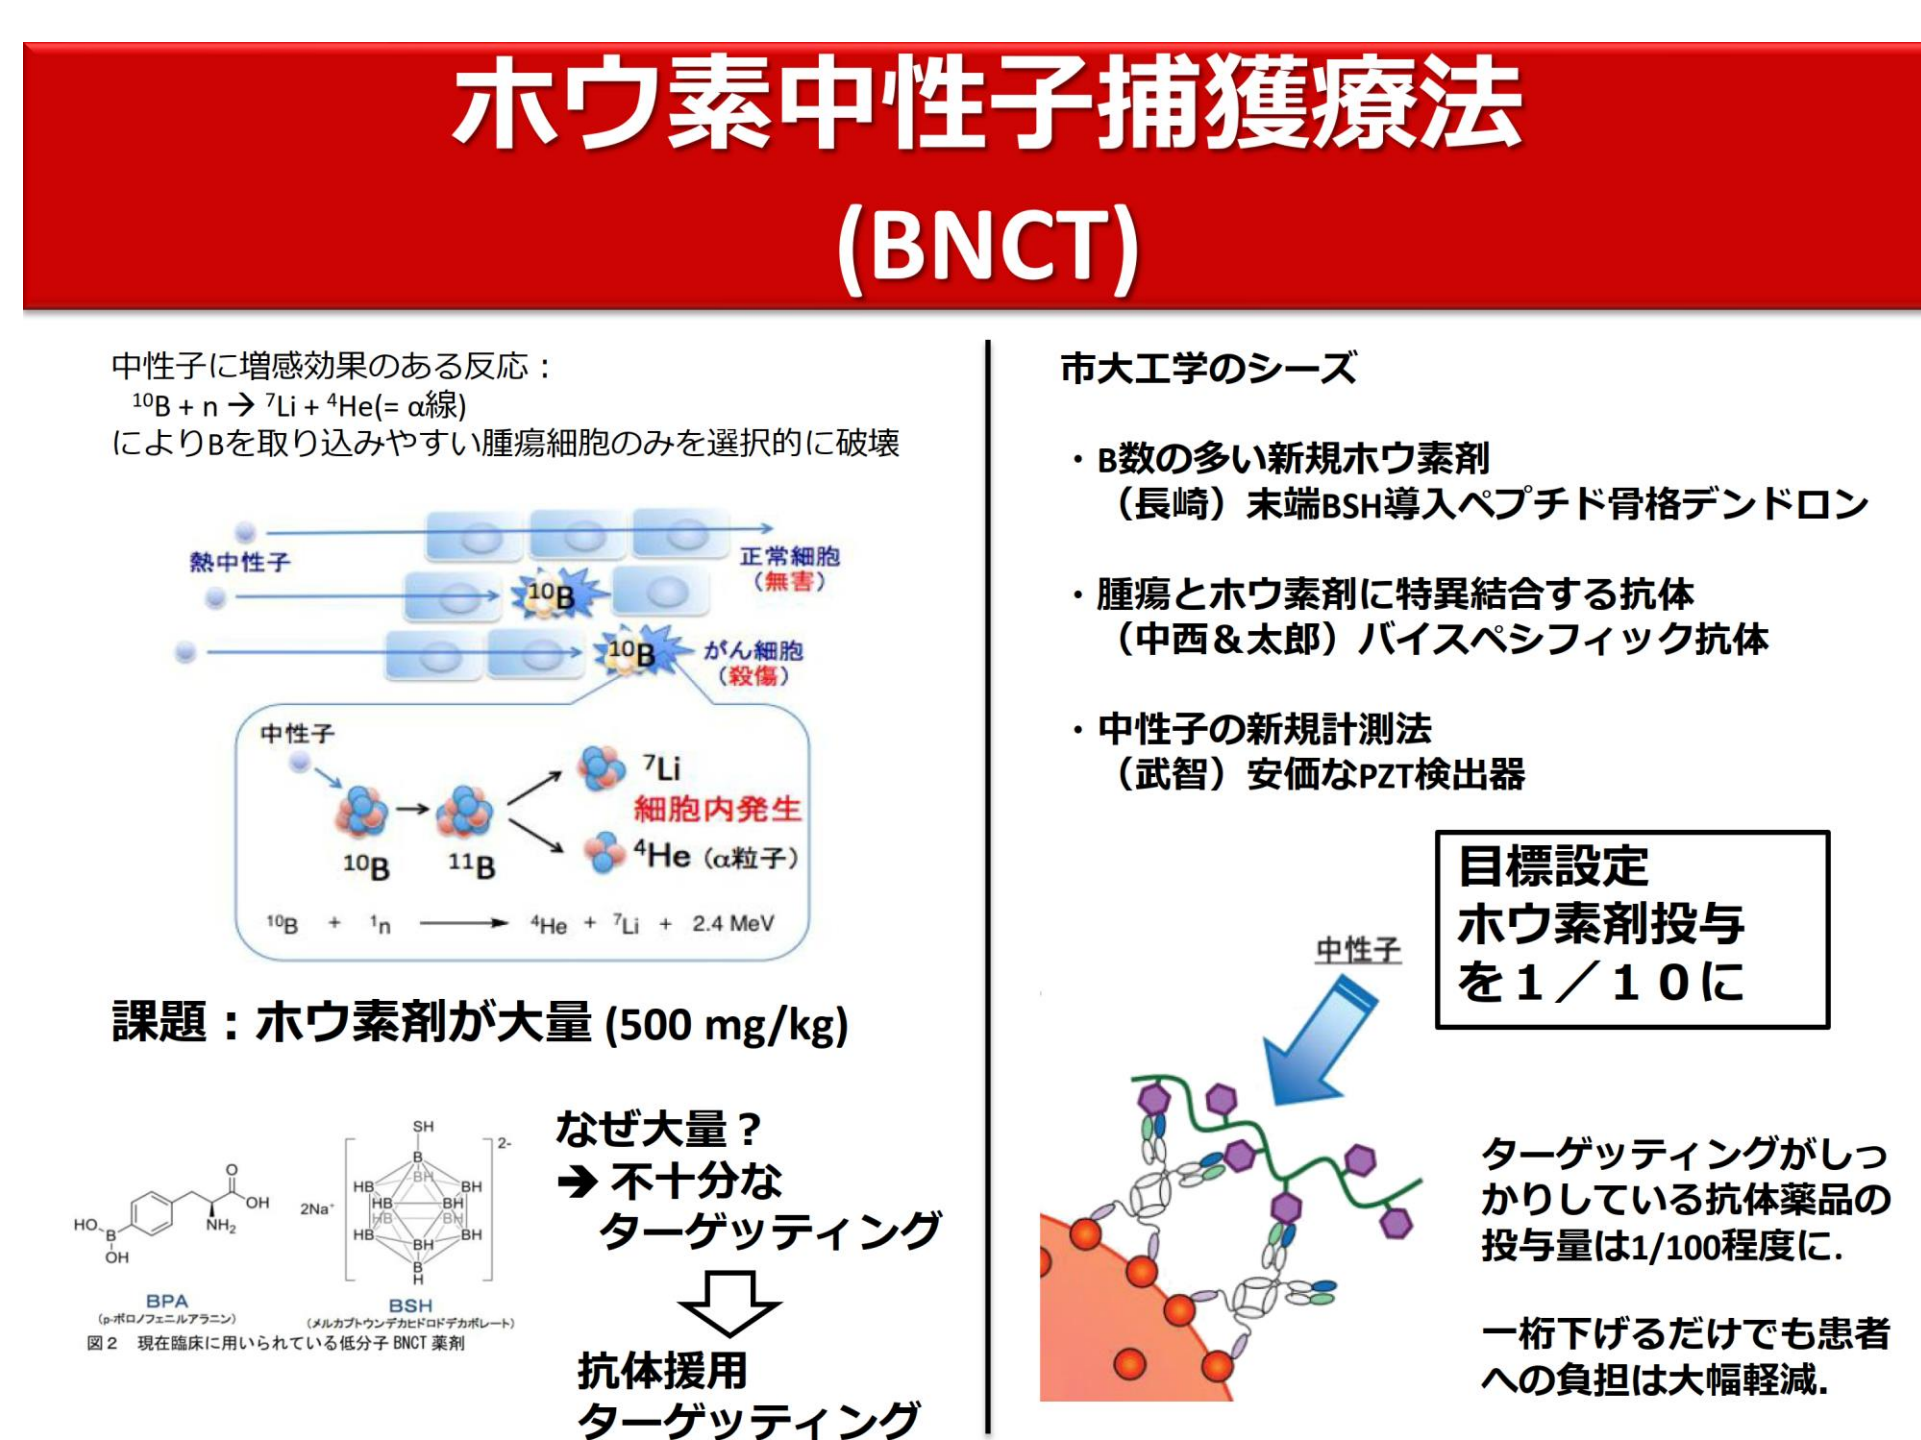 ホウ素中性子捕獲療法
(BNCT)
中性子に増感効果のある反応：
¹⁰B + n → ⁷Li + ⁴He(= α線)
によりBを取り込みやすい腫瘍細胞のみを選択的に破壊
熱中性子
正常細胞
（無害）
¹⁰B
¹⁰B
がん細胞
（殺傷）
中性子
⁷Li
細胞内発生
⁴He（α粒子）
¹⁰B
¹¹B
¹⁰B + ¹n ⟶ ⁴He + ⁷Li + 2.4 MeV
課題：ホウ素剤が大量 (500 mg/kg)
HO
B
OH
O
OH
NH₂
BPA
（p-ボロノフェニルアラニン）
2Na⁺
SH
2-
B
BH
HB
BH
HB
BH
HB
BH
HB
BH
BH
B
H
BSH
（メルカプトウンデカヒドロドデカボレート）
図２　現在臨床に用いられている低分子 BNCT 薬剤
なぜ大量？
➔ 不十分な
ターゲッティング
抗体援用
ターゲッティング
市大工学のシーズ
・B数の多い新規ホウ素剤
（長崎）末端BSH導入ペプチド骨格デンドロン
・腫瘍とホウ素剤に特異結合する抗体
（中西＆太郎）バイスペシフィック抗体
・中性子の新規計測法
（武智）安価なPZT検出器
目標設定
ホウ素剤投与
を１／１０に
中性子
ターゲッティングがしっ
かりしている抗体薬品の
投与量は1/100程度に.
一桁下げるだけでも患者
への負担は大幅軽減.